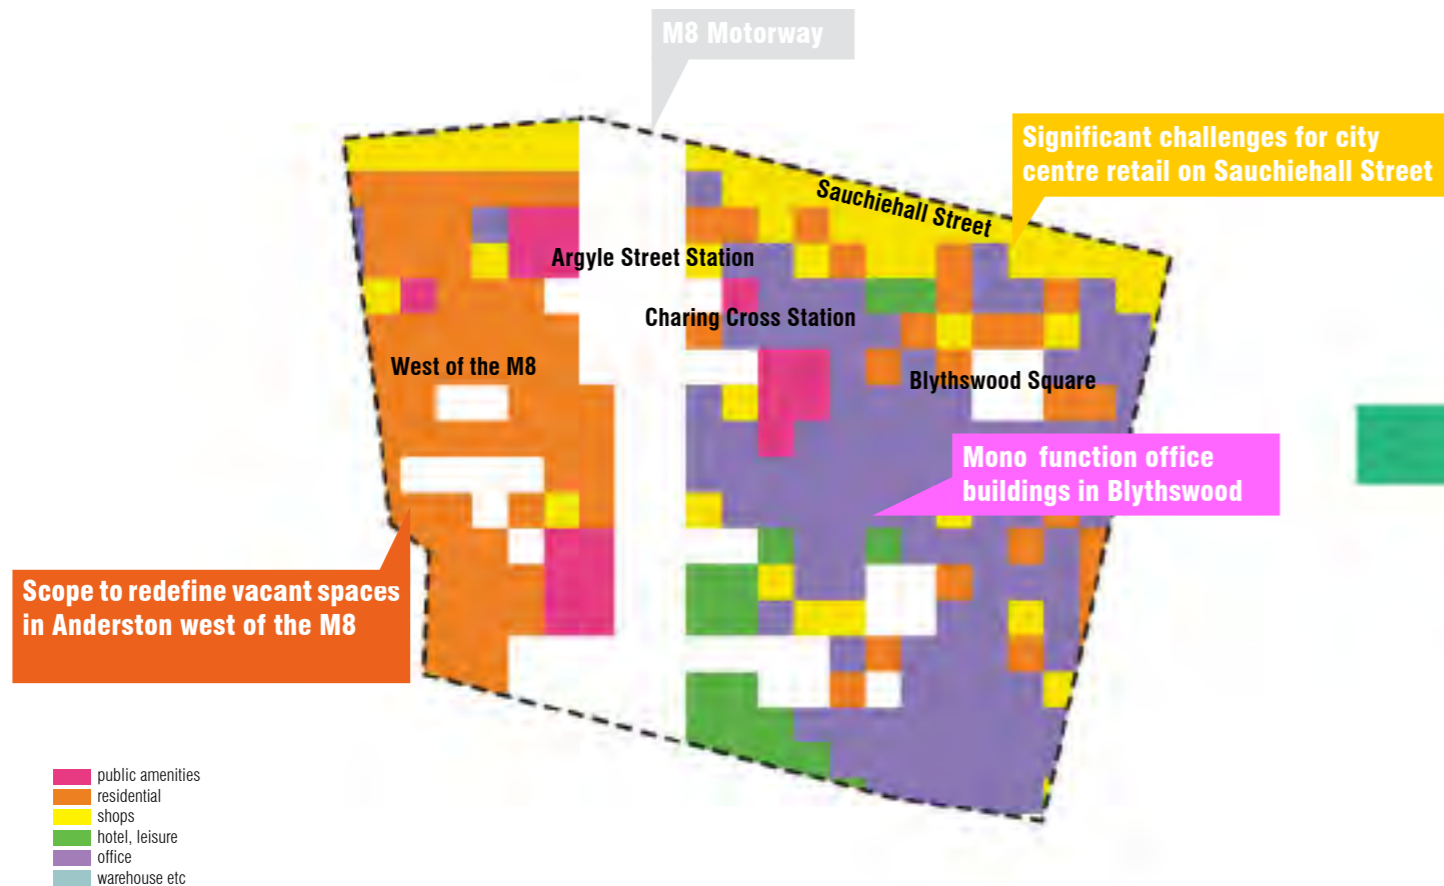 M8 Motorway
Significant challenges for city
centre retail on Sauchiehall Street
Sauchiehall Street
Argyle Street Station
Charing Cross Station
West of the M8
Blythswood Square
Mono function office
buildings in Blythswood
Scope to redefine vacant spaces
in Anderston west of the M8
public amenities
residential
shops
hotel, leisure
office
warehouse etc